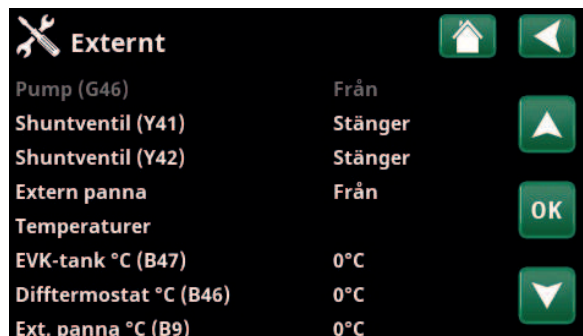 Externt
Pump (G46) Från
Shuntventil (Y41) Stänger
Shuntventil (Y42) Stänger
Extern panna Från
OK
Temperaturer
EVK-tank °C (B47) 0°C
Difftermostat °C (B46) 0°C
Ext. panna °C (B9) 0°C